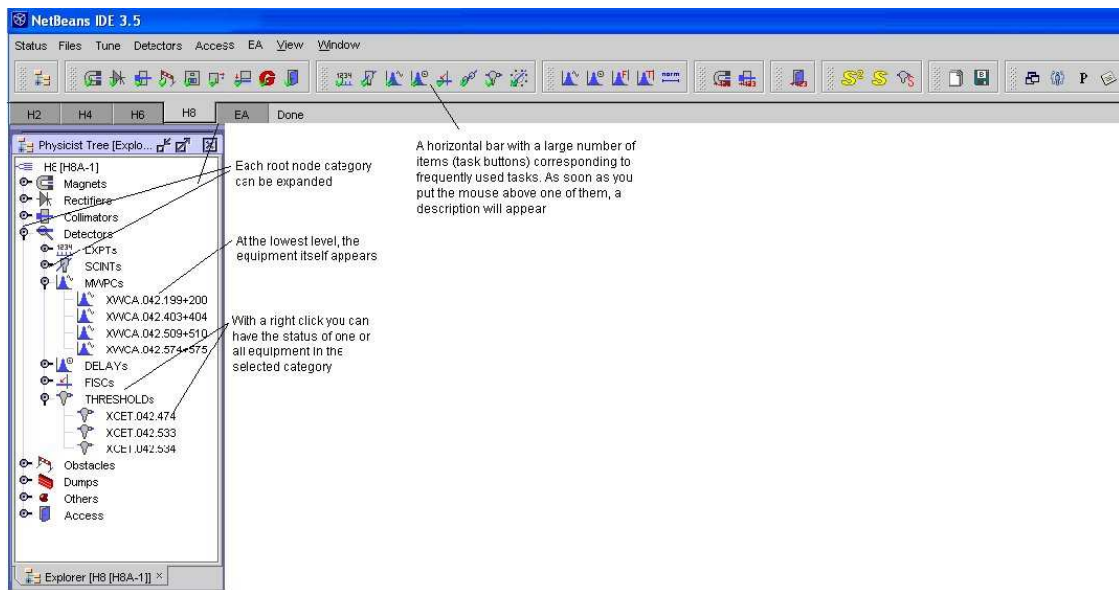 NetBeans IDE 3.5
Status Files Tune Detectors Access EA View Window
1234 norm S² S P
H2 H4 H6 H8 EA Done
Physicist Tree [Explo...
H8 [H8A-1]
Magnets
Rectifiers
Collimators
Detectors
1234 EXPTs
SCINTs
MWPCs
XWCA.042.199+200
XWCA.042.403+404
XWCA.042.509+510
XWCA.042.574+575
DELAYs
FISCs
THRESHOLDs
XCET.042.474
XCET.042.533
XCET.042.534
Obstacles
Dumps
Others
Access
Explorer [H8 [H8A-1]] ×
Each root node category
can be expanded
At the lowest level, the
equipment itself appears
With a right click you can
have the status of one or
all equipment in the
selected category
A horizontal bar with a large number of
items (task buttons) corresponding to
frequently used tasks. As soon as you
put the mouse above one of them, a
description will appear